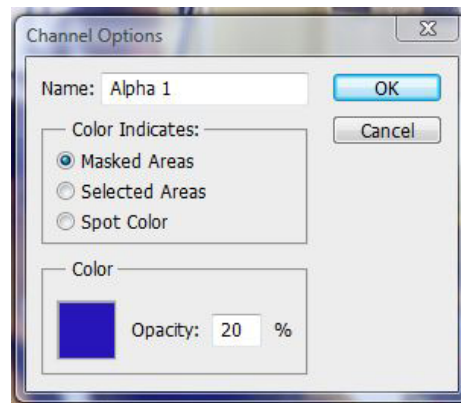 Channel Options
Name: Alpha 1
OK
Cancel
Color Indicates:
Masked Areas
Selected Areas
Spot Color
Color
Opacity: 20 %